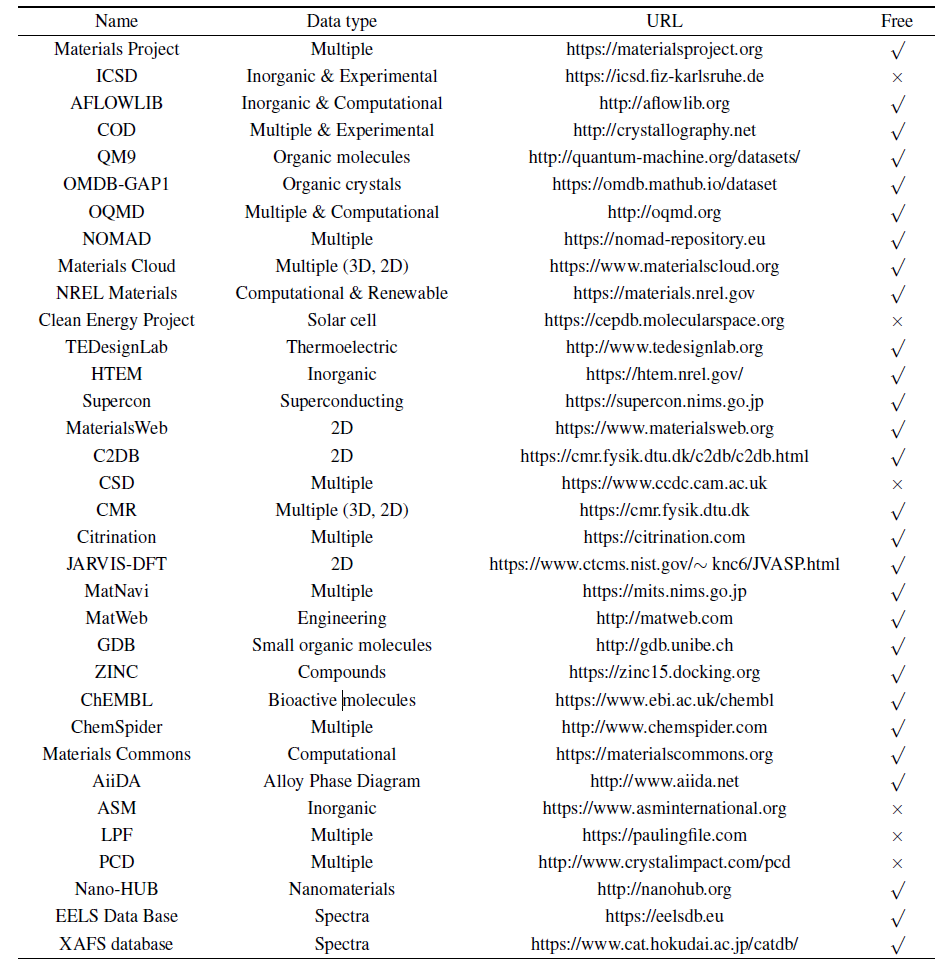 Name Data type URL Free
Materials Project Multiple https://materialsproject.org √
ICSD Inorganic & Experimental https://icsd.fiz-karlsruhe.de ×
AFLOWLIB Inorganic & Computational http://aflowlib.org √
COD Multiple & Experimental http://crystallography.net √
QM9 Organic molecules http://quantum-machine.org/datasets/ √
OMDB-GAP1 Organic crystals https://omdb.mathub.io/dataset √
OQMD Multiple & Computational http://oqmd.org √
NOMAD Multiple https://nomad-repository.eu √
Materials Cloud Multiple (3D, 2D) https://www.materialscloud.org √
NREL Materials Computational & Renewable https://materials.nrel.gov √
Clean Energy Project Solar cell https://cepdb.molecularspace.org ×
TEDesignLab Thermoelectric http://www.tedesignlab.org √
HTEM Inorganic https://htem.nrel.gov/ √
Supercon Superconducting https://supercon.nims.go.jp √
MaterialsWeb 2D https://www.materialsweb.org √
C2DB 2D https://cmr.fysik.dtu.dk/c2db/c2db.html √
CSD Multiple https://www.ccdc.cam.ac.uk ×
CMR Multiple (3D, 2D) https://cmr.fysik.dtu.dk √
Citrination Multiple https://citrination.com √
JARVIS-DFT 2D https://www.ctcms.nist.gov/∼ knc6/JVASP.html √
MatNavi Multiple https://mits.nims.go.jp √
MatWeb Engineering http://matweb.com √
GDB Small organic molecules http://gdb.unibe.ch √
ZINC Compounds https://zinc15.docking.org √
ChEMBL Bioactive molecules https://www.ebi.ac.uk/chembl √
ChemSpider Multiple http://www.chemspider.com √
Materials Commons Computational https://materialscommons.org √
AiiDA Alloy Phase Diagram http://www.aiida.net √
ASM Inorganic https://www.asminternational.org ×
LPF Multiple https://paulingfile.com ×
PCD Multiple http://www.crystalimpact.com/pcd ×
Nano-HUB Nanomaterials http://nanohub.org √
EELS Data Base Spectra https://eelsdb.eu √
XAFS database Spectra https://www.cat.hokudai.ac.jp/catdb/ √